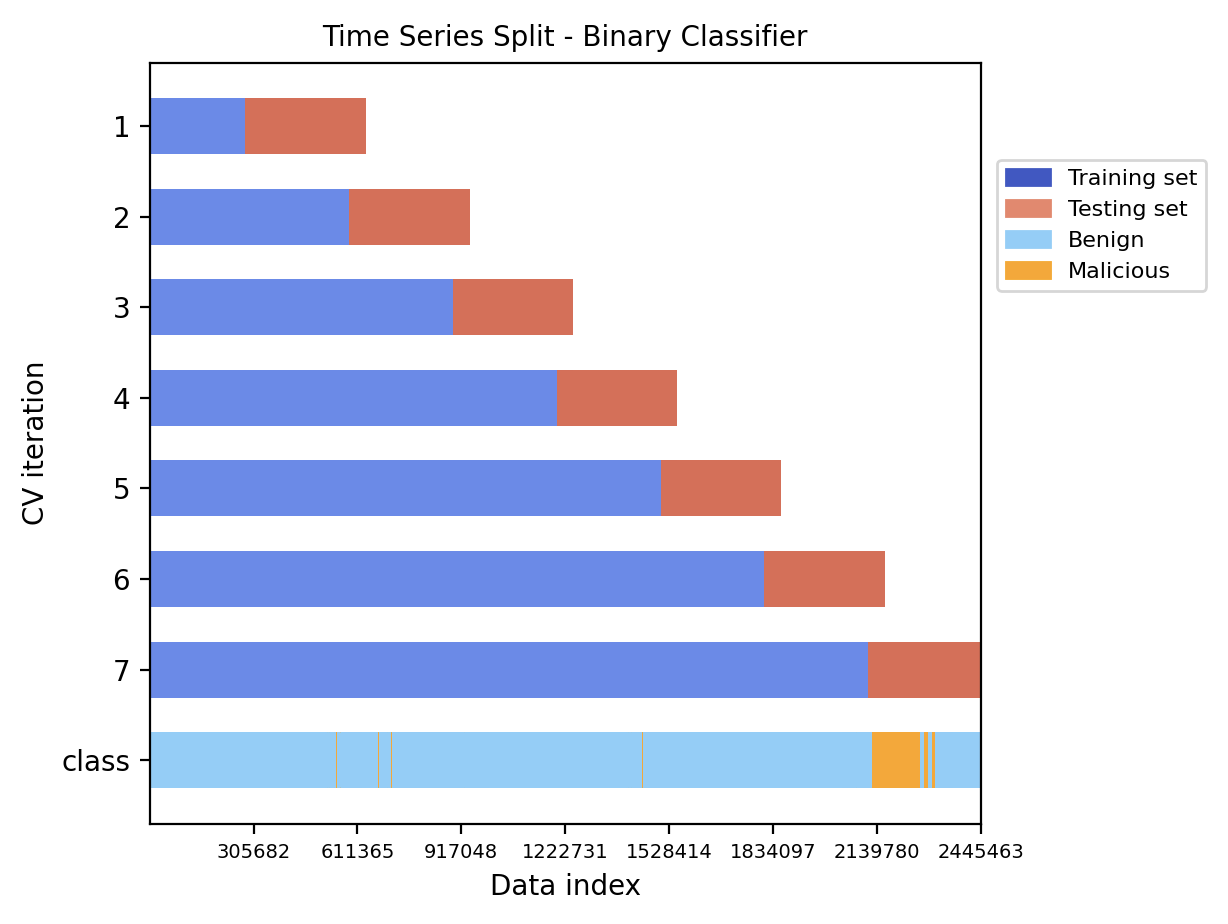 Time Series Split - Binary Classifier
1
2
3
4
5
6
7
class
CV iteration
305682
611365
917048
1222731
1528414
1834097
2139780
2445463
Data index
Training set
Testing set
Benign
Malicious